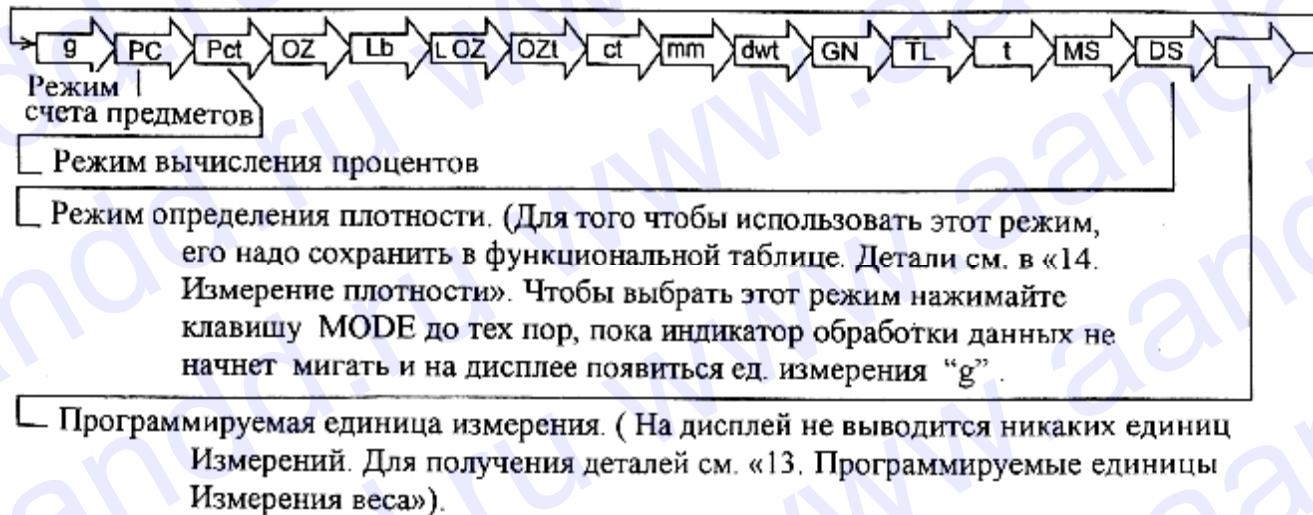 g PC Pct OZ Lb L OZ OZt ct mm dwt GN TL t MS DS
Режим
счета предметов
Режим вычисления процентов
Режим определения плотности. (Для того чтобы использовать этот режим,
его надо сохранить в функциональной таблице. Детали см. в «14.
Измерение плотности». Чтобы выбрать этот режим нажимайте
клавишу MODE до тех пор, пока индикатор обработки данных не
начнет мигать и на дисплее появиться ед. измерения “g” .
Программируемая единица измерения. ( На дисплей не выводится никаких единиц
Измерений. Для получения деталей см. «13. Программируемые единицы
Измерения веса»).